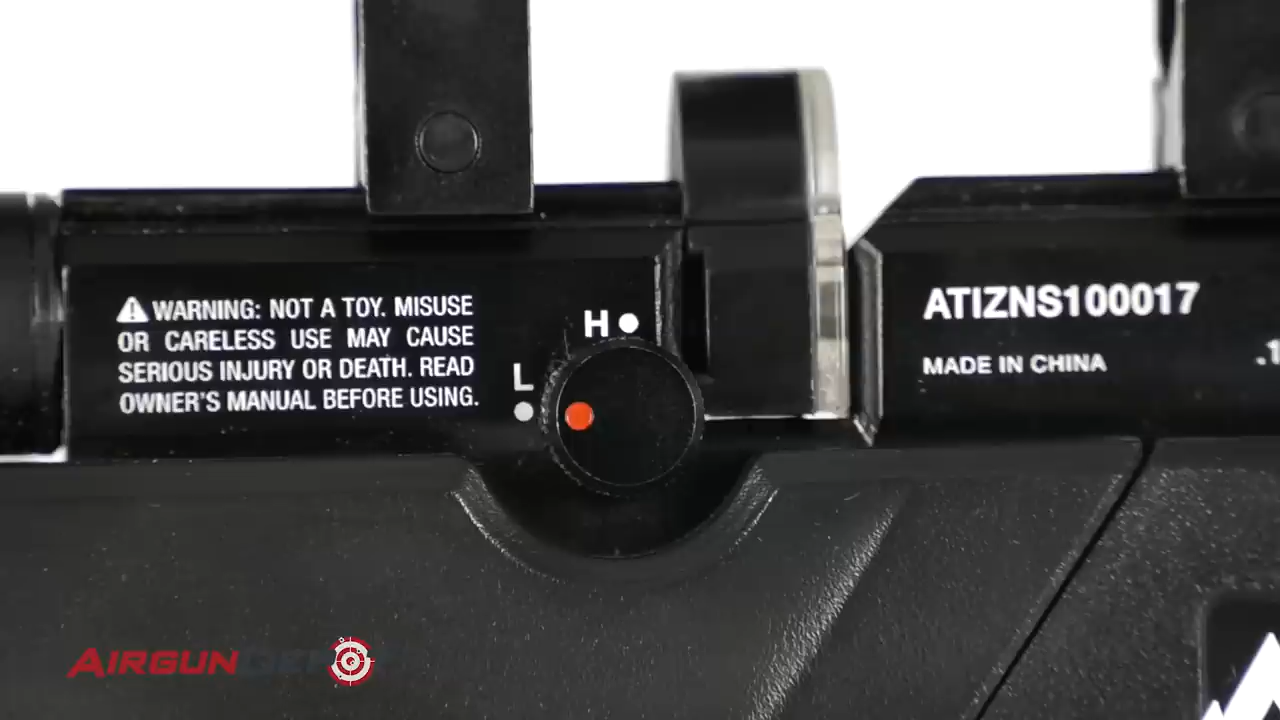 WARNING: NOT A TOY. MISUSE
OR CARELESS USE MAY CAUSE
SERIOUS INJURY OR DEATH. READ
OWNER'S MANUAL BEFORE USING.
H
L
ATIZNS100017
MADE IN CHINA
.1
AIRGUN